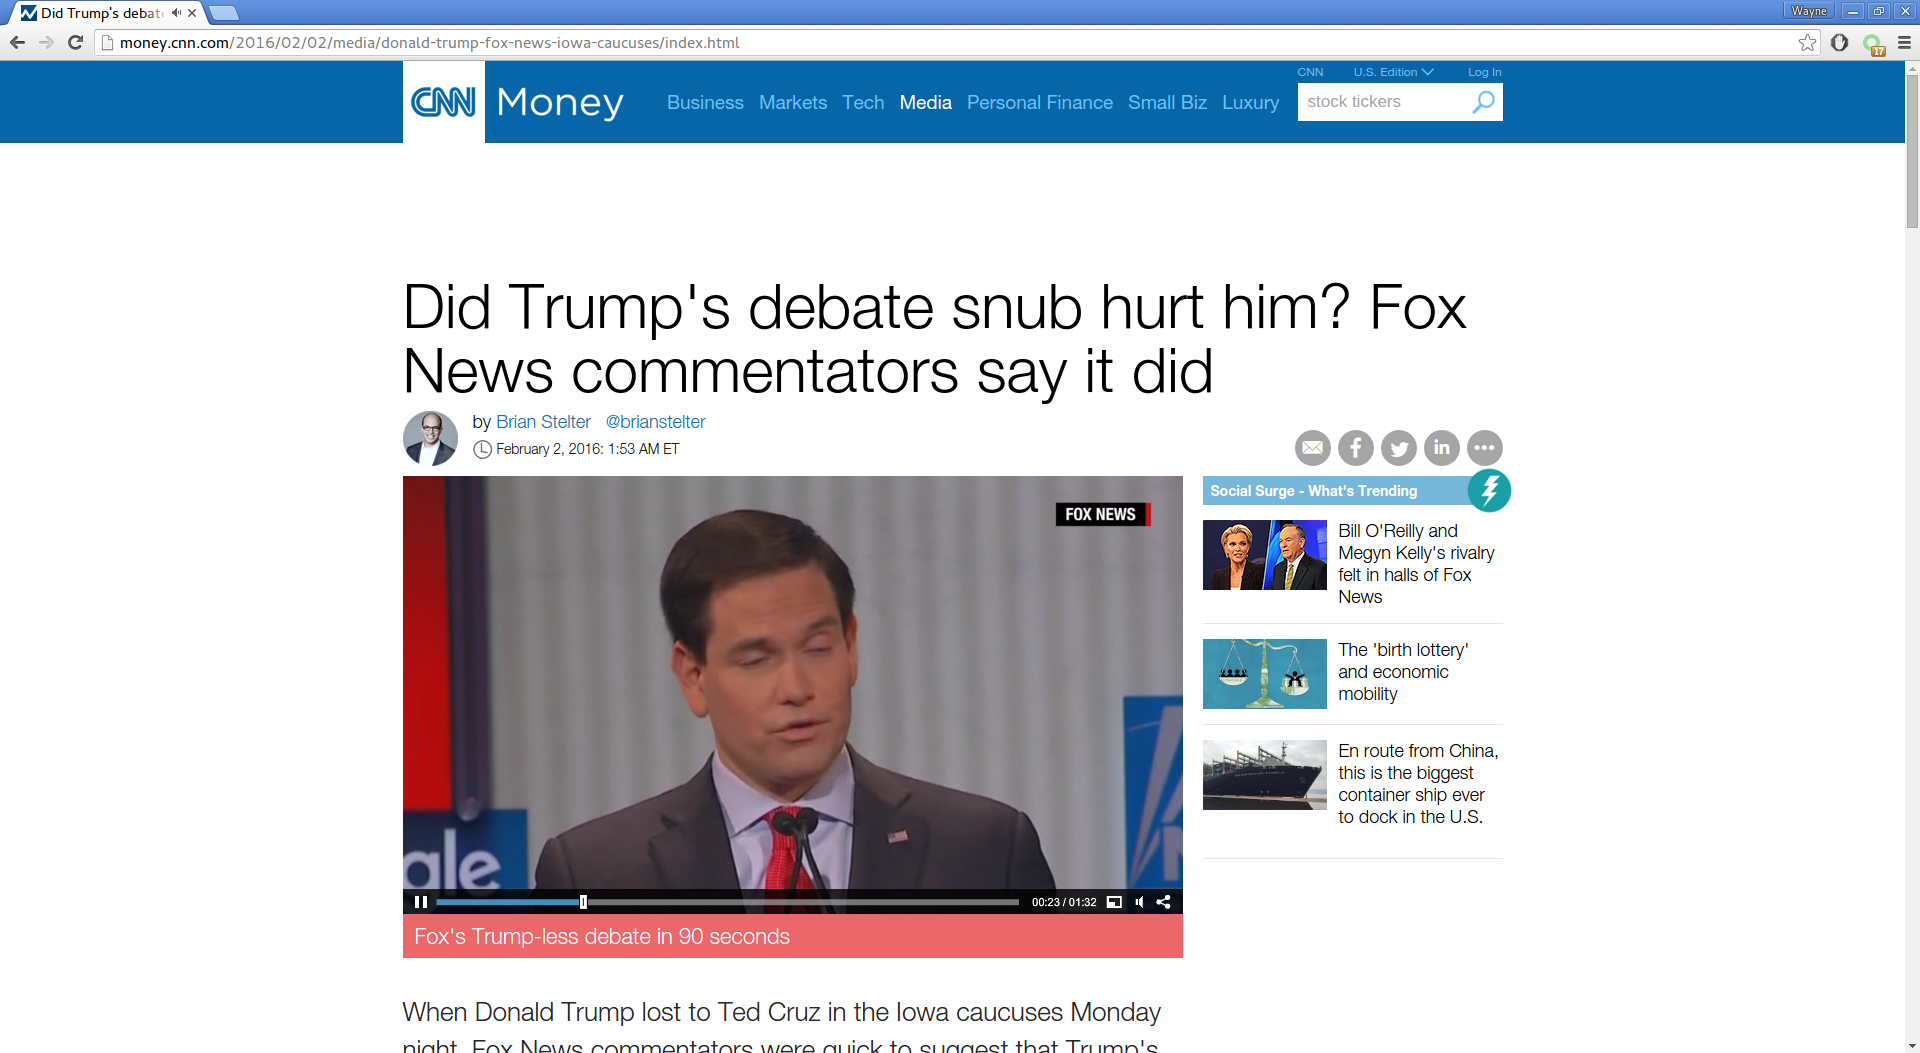 Did Trump's debat
Wayne
money.cnn.com/2016/02/02/media/donald-trump-fox-news-iowa-caucuses/index.html
17
CNN U.S. Edition Log In
CNN Money
Business Markets Tech Media Personal Finance Small Biz Luxury
stock tickers
Did Trump's debate snub hurt him? Fox
News commentators say it did
by Brian Stelter @brianstelter
February 2, 2016: 1:53 AM ET
in
FOX NEWS
gle
00:23 / 01:32
Fox's Trump-less debate in 90 seconds
Social Surge - What's Trending
Bill O'Reilly and
Megyn Kelly's rivalry
felt in halls of Fox
News
The 'birth lottery'
and economic
mobility
En route from China,
this is the biggest
container ship ever
to dock in the U.S.
When Donald Trump lost to Ted Cruz in the Iowa caucuses Monday
night, Fox News commentators were quick to suggest that Trump's